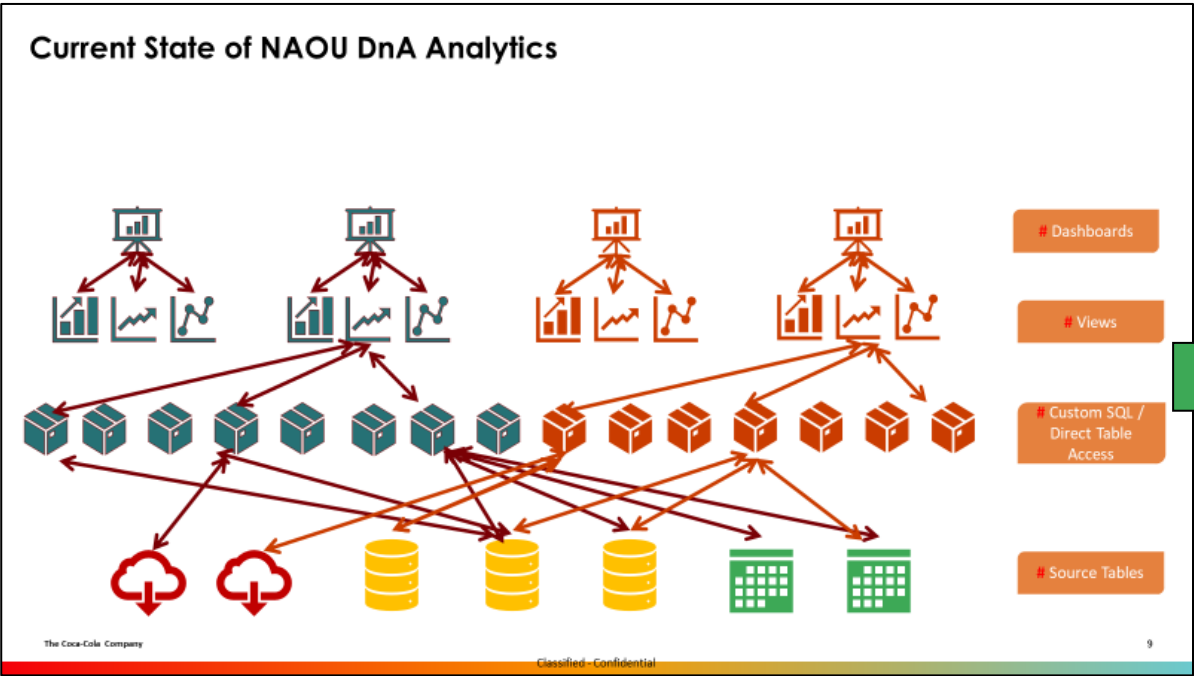 Current State of NAOU DnA Analytics
# Dashboards
# Views
# Custom SQL /
Direct Table
Access
# Source Tables
The Coca-Cola Company
9
Classified - Confidential